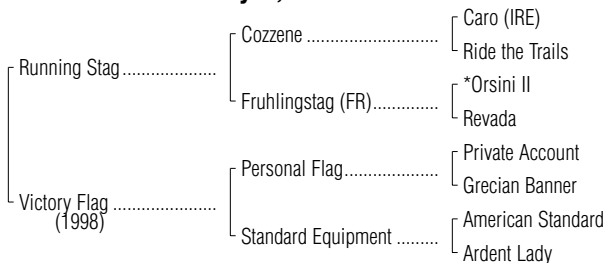 Caro (IRE)
Cozzene ........................
Ride the Trails
Running Stag ....................
*Orsini II
Fruhlingstag (FR) ..............
Revada
Private Account
Personal Flag ...................
Grecian Banner
Victory Flag ......................
(1998)
American Standard
Standard Equipment .........
Ardent Lady